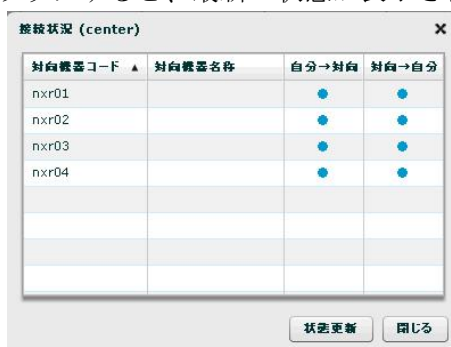 接続状況 (center)
対向機器コード ▲ 対向機器名称 自分→対向 対向→自分
nxr01 ● ●
nxr02 ● ●
nxr03 ● ●
nxr04 ● ●
状態更新 閉じる